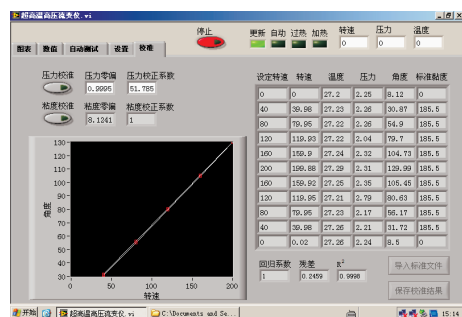 超高温高压流变仪.vi
停止
更新 自动 过热 加热 转速 压力 温度
0 0 0
图表 数值 自动测试 设置 校准
压力校准 压力零偏 压力校正系数
0.9995 51.785
粘度校准 粘度零偏 粘度校正系数
8.1241 1
设定转速 转速 温度 压力 角度 标准黏度
0 0 27.2 2.25 8.12 0
40 39.98 27.23 2.26 30.87 185.5
80 79.95 27.22 2.26 54.9 185.5
120 119.93 27.22 2.04 79.7 185.5
160 159.9 27.24 2.32 104.73 185.5
200 199.88 27.29 2.31 129.99 185.5
160 159.92 27.25 2.35 105.45 185.5
120 119.95 27.21 2.79 80.63 185.5
80 79.95 27.23 2.17 56.17 185.5
40 39.98 27.26 2.21 31.72 185.5
0 0.02 27.26 2.24 8.5 0
130
120
110
100
90
80
70
60
50
40
30
角度
0 50 100 150 200
转速
回归系数 残差 R²
1 0.2459 0.9996
导入标准文件
保存校准结果
开始 超高温高压流变仪.vi C:\Documents and Se... 15:14